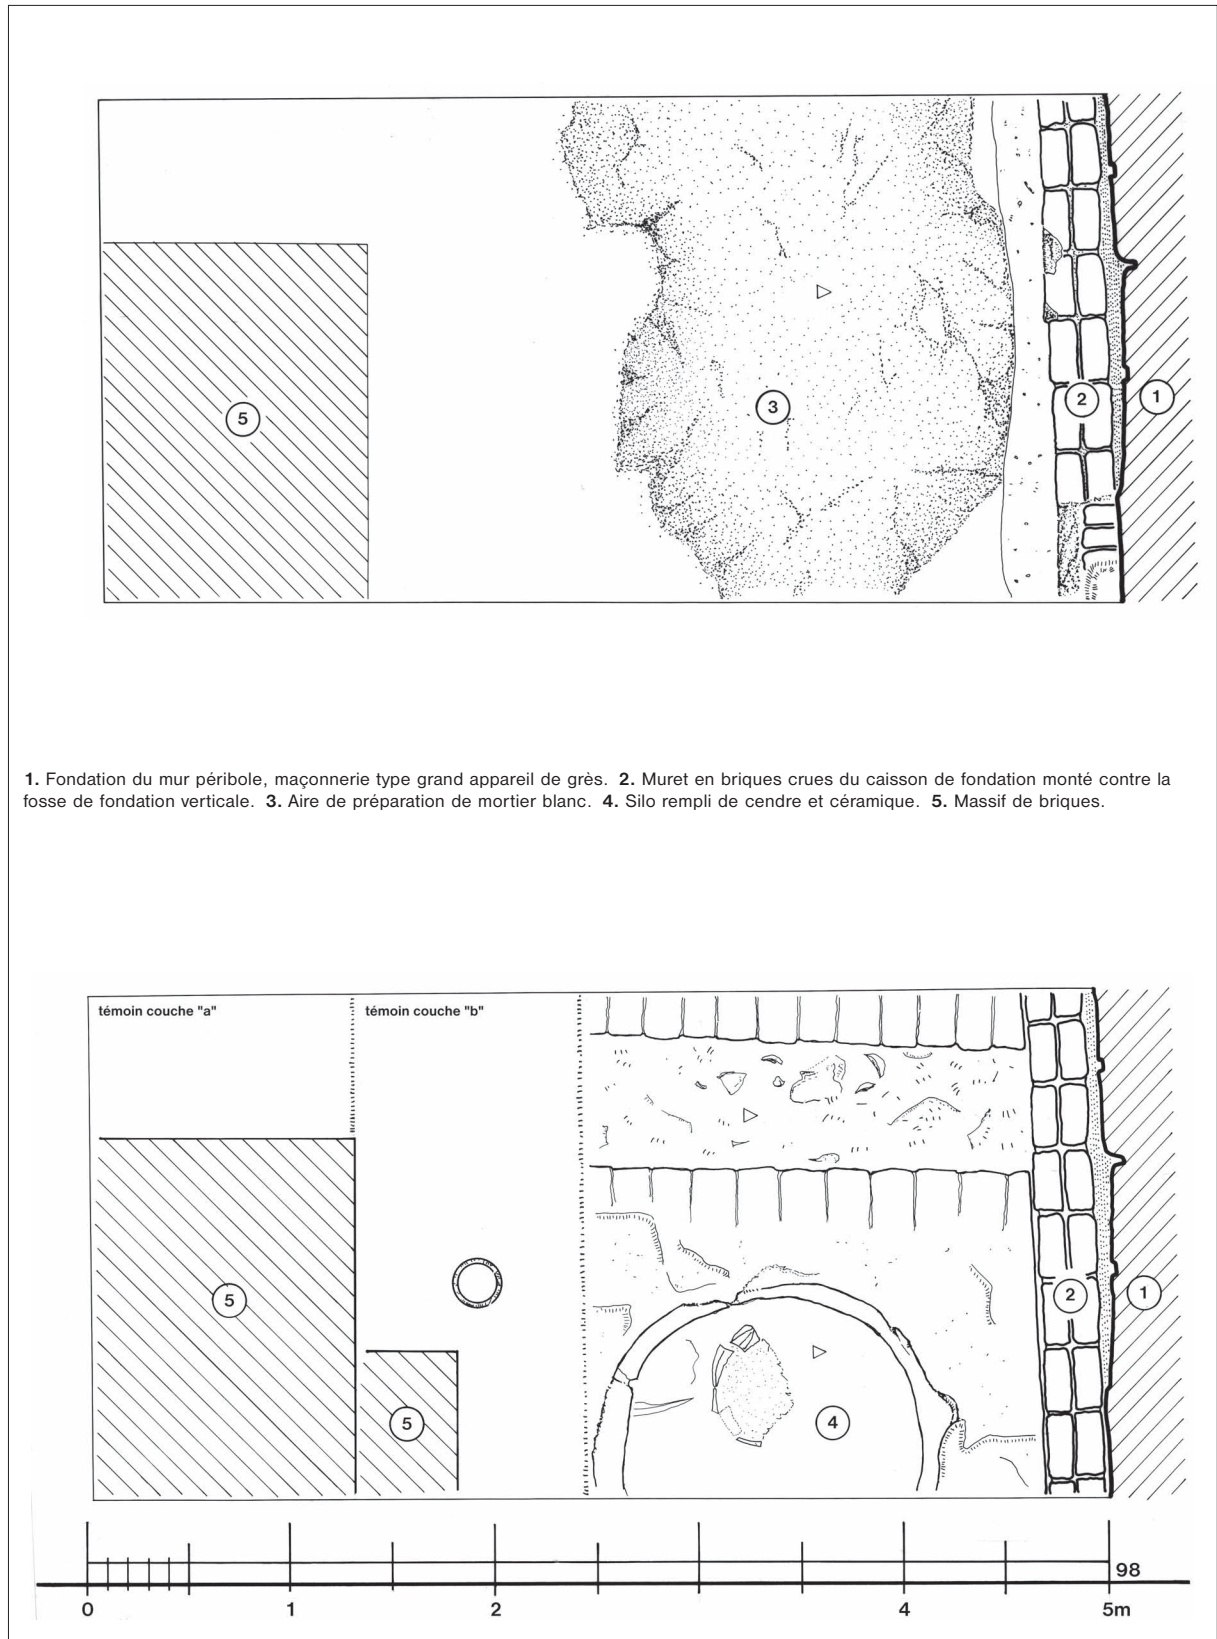 5
3
2
1
1. Fondation du mur péribole, maçonnerie type grand appareil de grès. 2. Muret en briques crues du caisson de fondation monté contre la
fosse de fondation verticale. 3. Aire de préparation de mortier blanc. 4. Silo rempli de cendre et céramique. 5. Massif de briques.
témoin couche "a" témoin couche "b"
5
2
1
5
4
98
0 1 2 4 5m